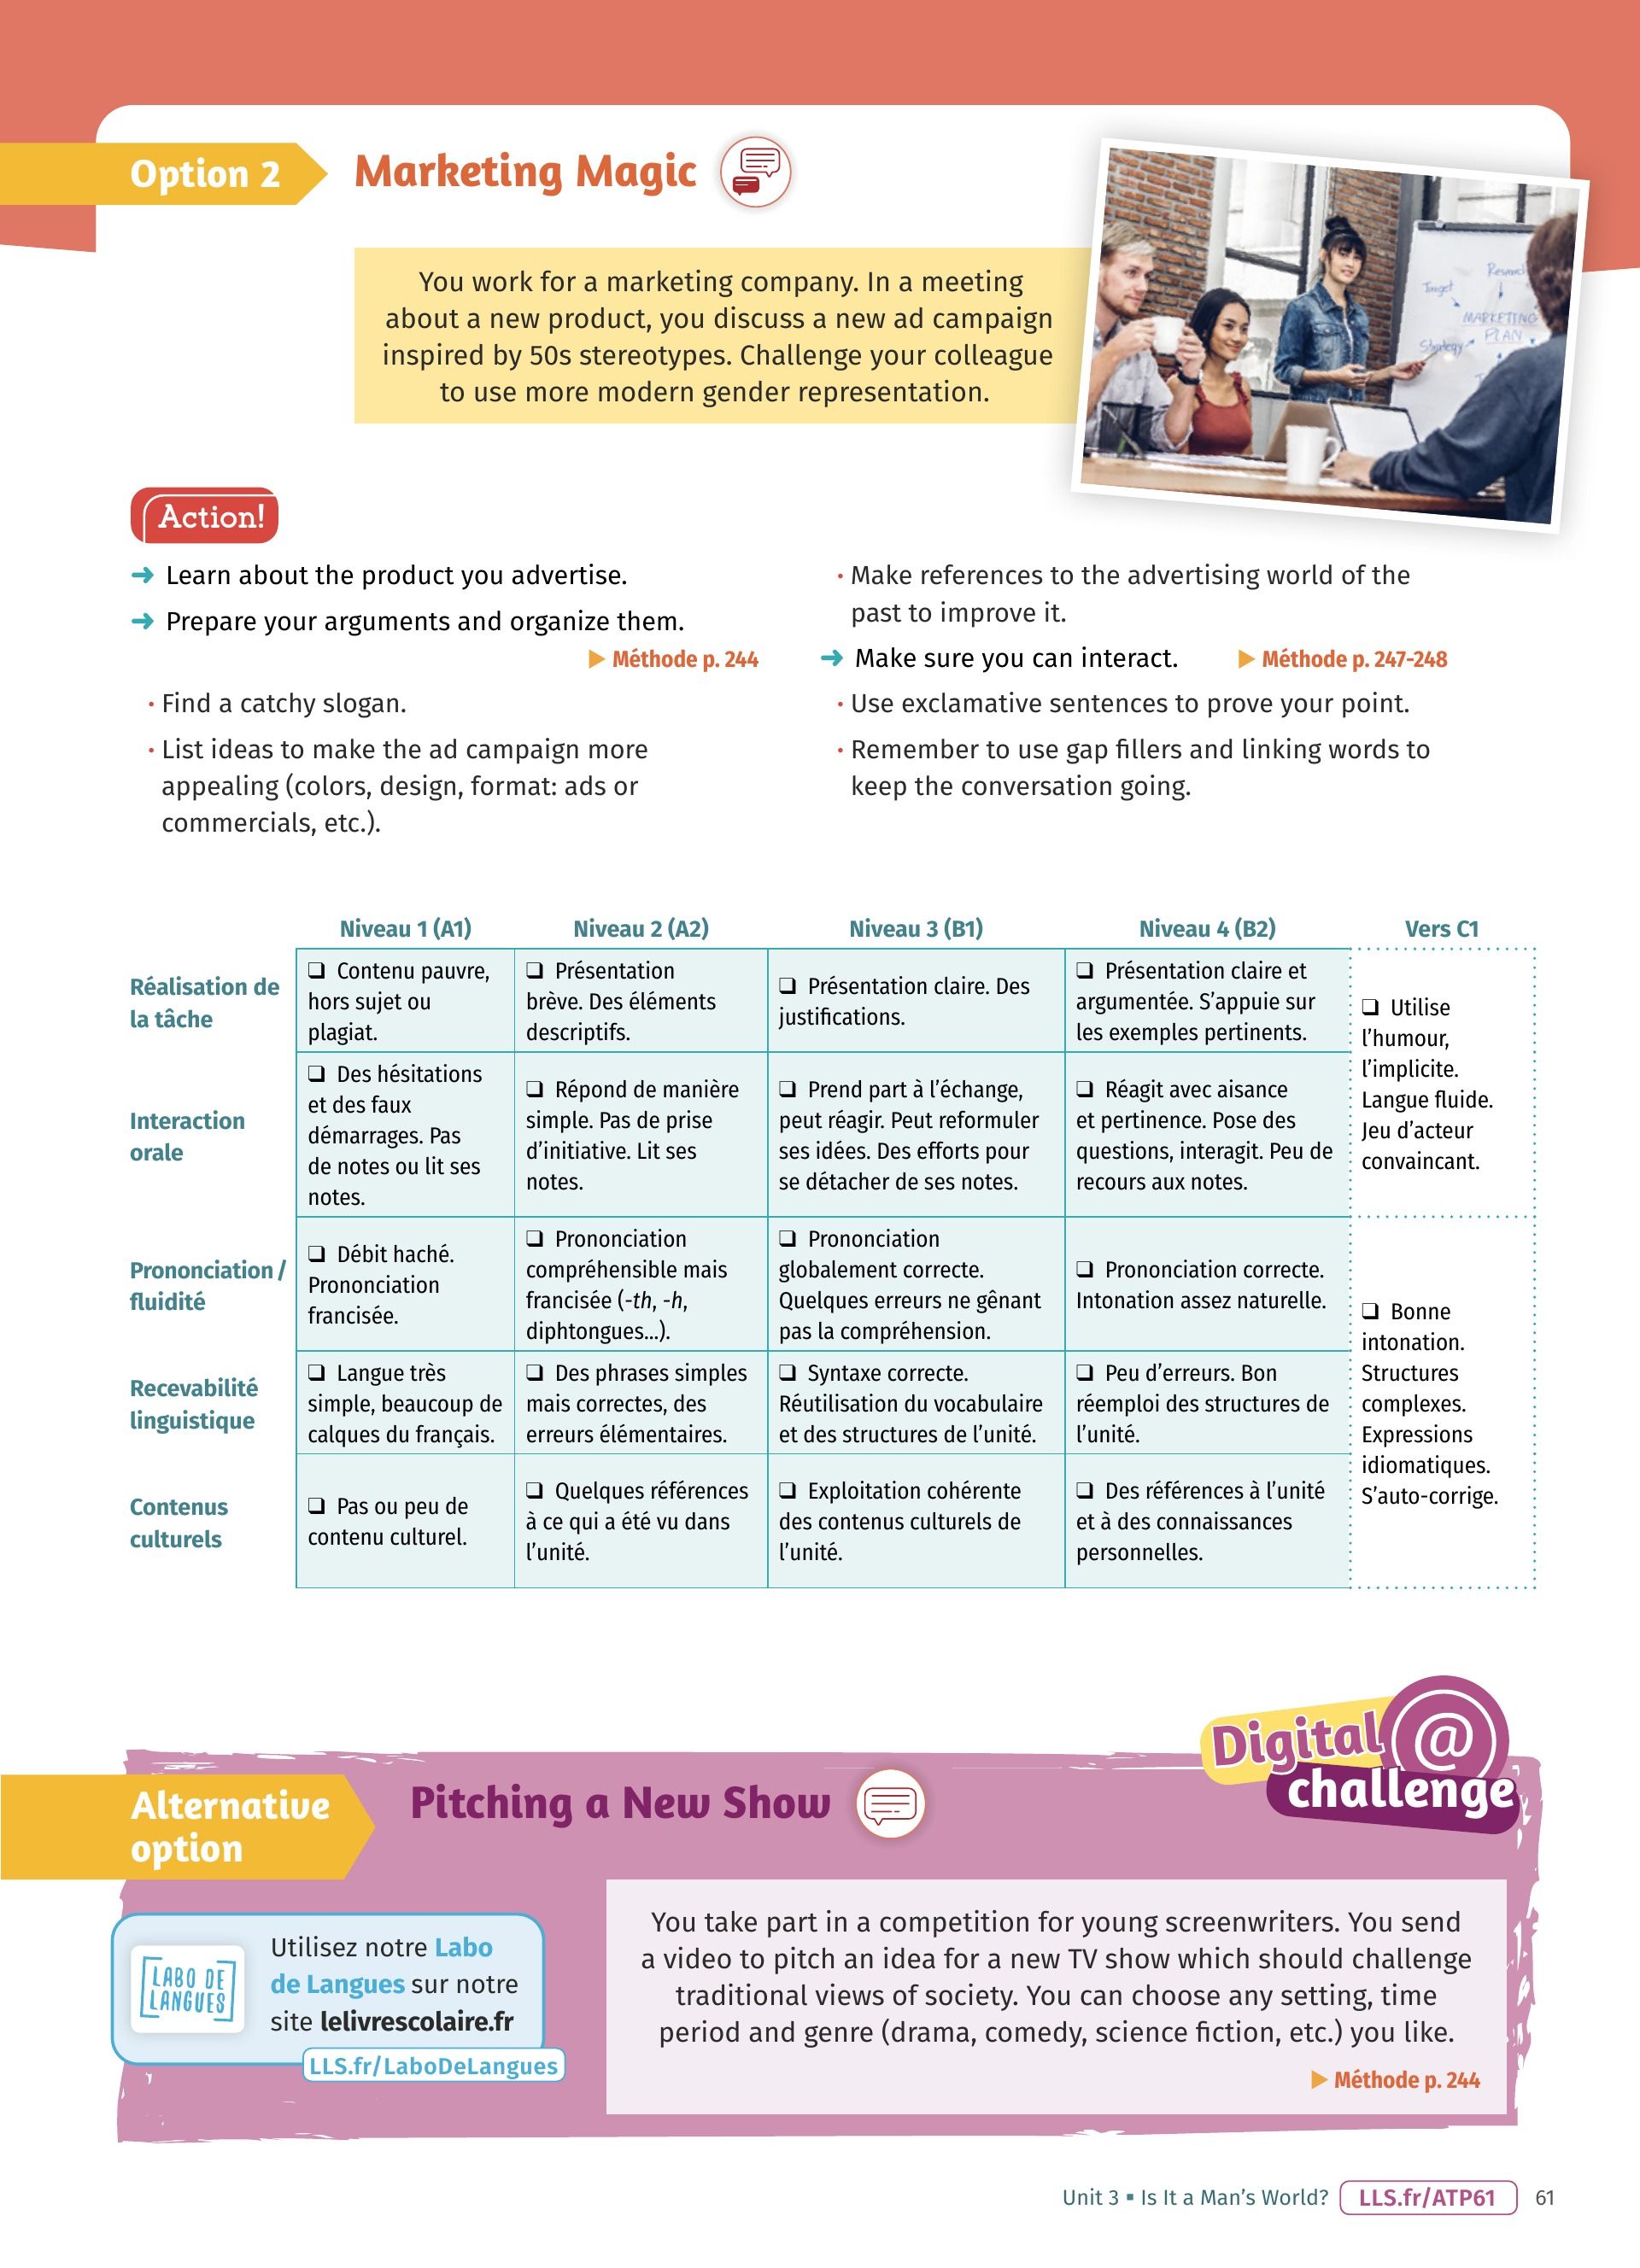 Option 2
Marketing Magic
You work for a marketing company. In a meeting
about a new product, you discuss a new ad campaign
inspired by 50s stereotypes. Challenge your colleague
to use more modern gender representation.
Target
MARKETING
PLAN
Strategy
Action!
➜ Learn about the product you advertise.
➜ Prepare your arguments and organize them.
▶ Méthode p. 244
• Find a catchy slogan.
• List ideas to make the ad campaign more
appealing (colors, design, format: ads or
commercials, etc.).
• Make references to the advertising world of the
past to improve it.
➜ Make sure you can interact. ▶ Méthode p. 247-248
• Use exclamative sentences to prove your point.
• Remember to use gap fillers and linking words to
keep the conversation going.
Niveau 1 (A1) Niveau 2 (A2) Niveau 3 (B1) Niveau 4 (B2) Vers C1
Réalisation de
la tâche
❑ Contenu pauvre,
hors sujet ou
plagiat.
❑ Présentation
brève. Des éléments
descriptifs.
❑ Présentation claire. Des
justifications.
❑ Présentation claire et
argumentée. S’appuie sur
les exemples pertinents.
❑ Utilise
l’humour,
l’implicite.
Langue fluide.
Jeu d’acteur
convaincant.
Interaction
orale
❑ Des hésitations
et des faux
démarrages. Pas
de notes ou lit ses
notes.
❑ Répond de manière
simple. Pas de prise
d’initiative. Lit ses
notes.
❑ Prend part à l’échange,
peut réagir. Peut reformuler
ses idées. Des efforts pour
se détacher de ses notes.
❑ Réagit avec aisance
et pertinence. Pose des
questions, interagit. Peu de
recours aux notes.
Prononciation /
fluidité
❑ Débit haché.
Prononciation
francisée.
❑ Prononciation
compréhensible mais
francisée (-th, -h,
diphtongues...).
❑ Prononciation
globalement correcte.
Quelques erreurs ne gênant
pas la compréhension.
❑ Prononciation correcte.
Intonation assez naturelle.
❑ Bonne
intonation.
Structures
complexes.
Expressions
idiomatiques.
S’auto-corrige.
Recevabilité
linguistique
❑ Langue très
simple, beaucoup de
calques du français.
❑ Des phrases simples
mais correctes, des
erreurs élémentaires.
❑ Syntaxe correcte.
Réutilisation du vocabulaire
et des structures de l’unité.
❑ Peu d’erreurs. Bon
réemploi des structures de
l’unité.
Contenus
culturels
❑ Pas ou peu de
contenu culturel.
❑ Quelques références
à ce qui a été vu dans
l’unité.
❑ Exploitation cohérente
des contenus culturels de
l’unité.
❑ Des références à l’unité
et à des connaissances
personnelles.
Digital @
challenge
Alternative
option
Pitching a New Show
LABO DE
LANGUES
Utilisez notre Labo
de Langues sur notre
site lelivrescolaire.fr
LLS.fr/LaboDeLangues
You take part in a competition for young screenwriters. You send
a video to pitch an idea for a new TV show which should challenge
traditional views of society. You can choose any setting, time
period and genre (drama, comedy, science fiction, etc.) you like.
▶ Méthode p. 244
Unit 3 ▪ Is It a Man’s World? LLS.fr/ATP61 61